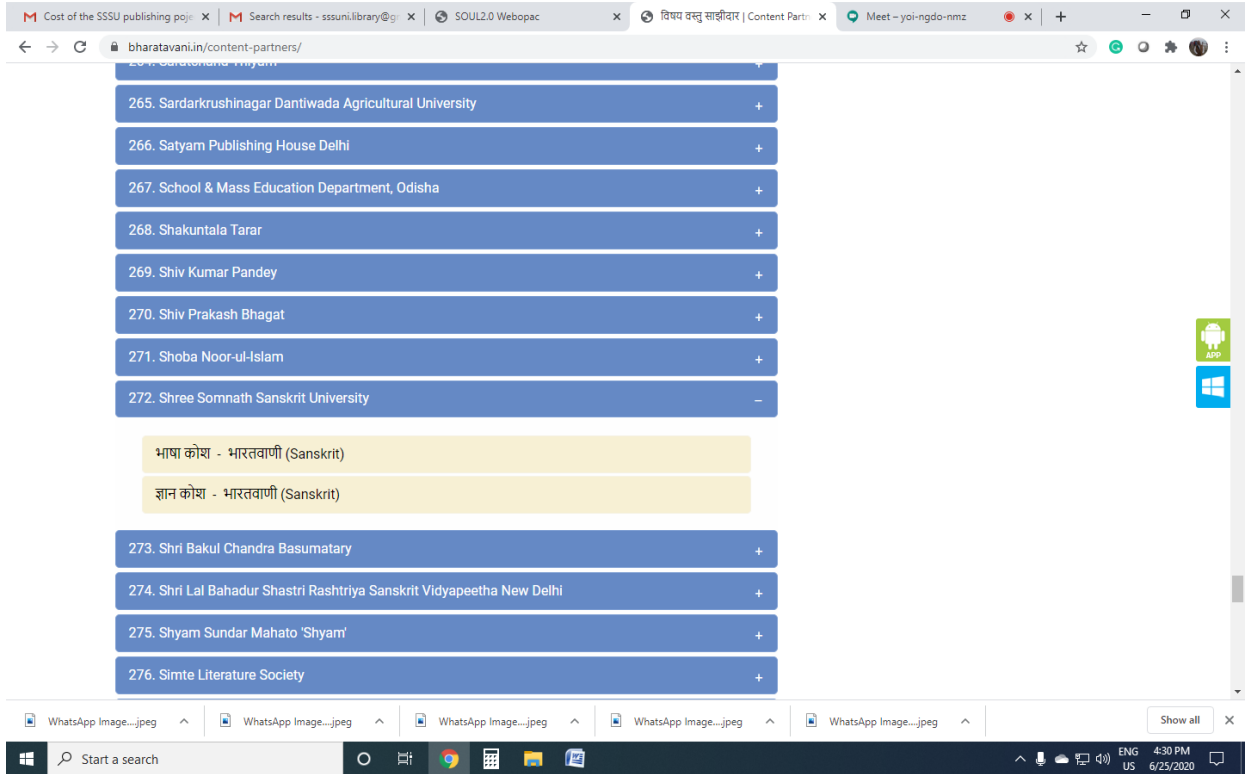 Cost of the SSSU publishing poje
Search results - sssuni.library@g
SOUL2.0 Webopac
विषय वस्तु साझीदार | Content Partn
Meet – yoi-ngdo-nmz
bharatavani.in/content-partners/
264. Saratchand Thiyam +
265. Sardarkrushinagar Dantiwada Agricultural University +
266. Satyam Publishing House Delhi +
267. School & Mass Education Department, Odisha +
268. Shakuntala Tarar +
269. Shiv Kumar Pandey +
270. Shiv Prakash Bhagat +
APP
271. Shoba Noor-ul-Islam +
272. Shree Somnath Sanskrit University –
भाषा कोश - भारतवाणी (Sanskrit)
ज्ञान कोश - भारतवाणी (Sanskrit)
273. Shri Bakul Chandra Basumatary +
274. Shri Lal Bahadur Shastri Rashtriya Sanskrit Vidyapeetha New Delhi +
275. Shyam Sundar Mahato 'Shyam' +
276. Simte Literature Society +
WhatsApp Image....jpeg
WhatsApp Image....jpeg
WhatsApp Image....jpeg
WhatsApp Image....jpeg
WhatsApp Image....jpeg
Show all
Start a search
ENG
US
4:30 PM
6/25/2020